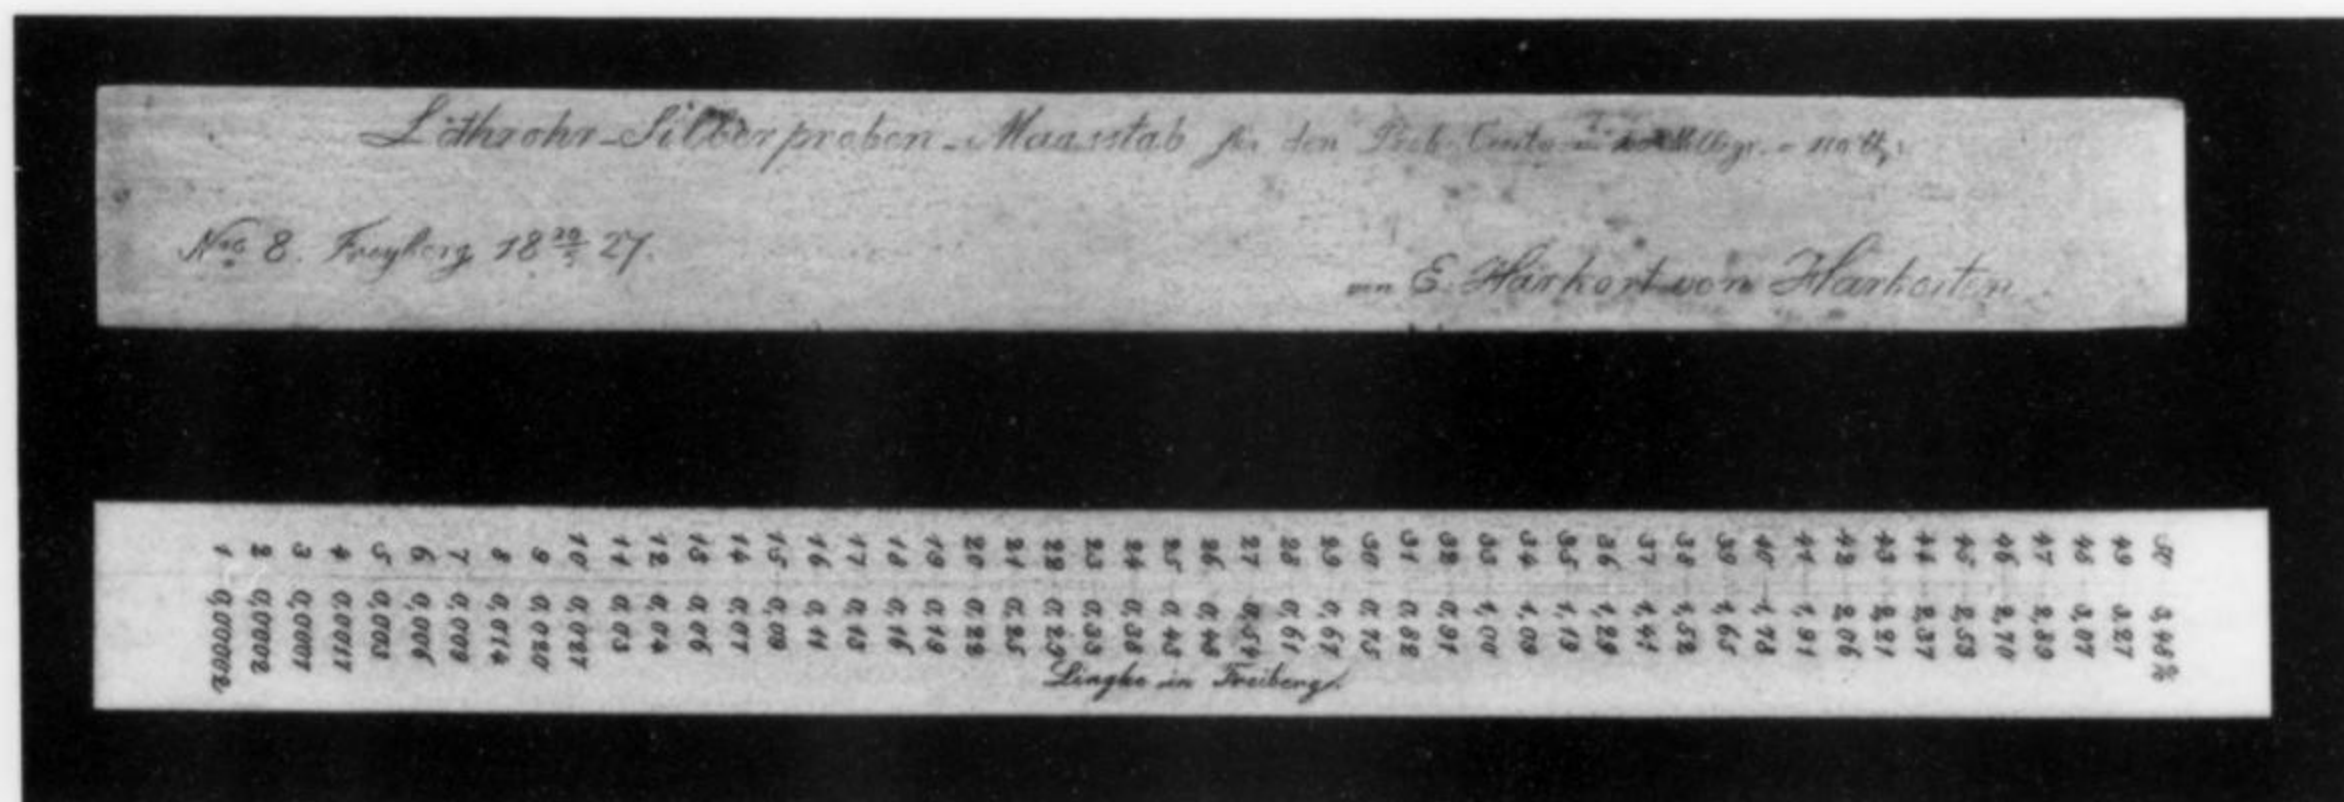 Löthrohr-Silberproben-Maasstab für den Prob.
Nro 8. Freyberg 18 27.
von E. Harkort von Harkorten
1 2 3 4 5 6 7 8 9 10 11 12 13 14 15 16 17 18 19 20 21 22 23 24 25 26 27 28 29 30 31 32 33 34 35 36 37 38 39 40 41 42 43 44 45 46 47 48 49 50
0,00002 0,0002 0,0007 0,0017 0,003 0,006 0,009 0,014 0,020 0,027 0,03 0,04 0,06 0,07 0,09 0,11 0,13 0,16 0,19 0,22 0,25 0,29 0,33 0,38 0,43 0,48 0,54 0,61 0,67 0,75 0,82 0,91 1,00 1,09 1,19 1,29 1,41 1,52 1,65 1,78 1,91 2,06 2,21 2,37 2,53 2,70 2,89 3,07 3,27 3,48%
Lingke in Freiberg.